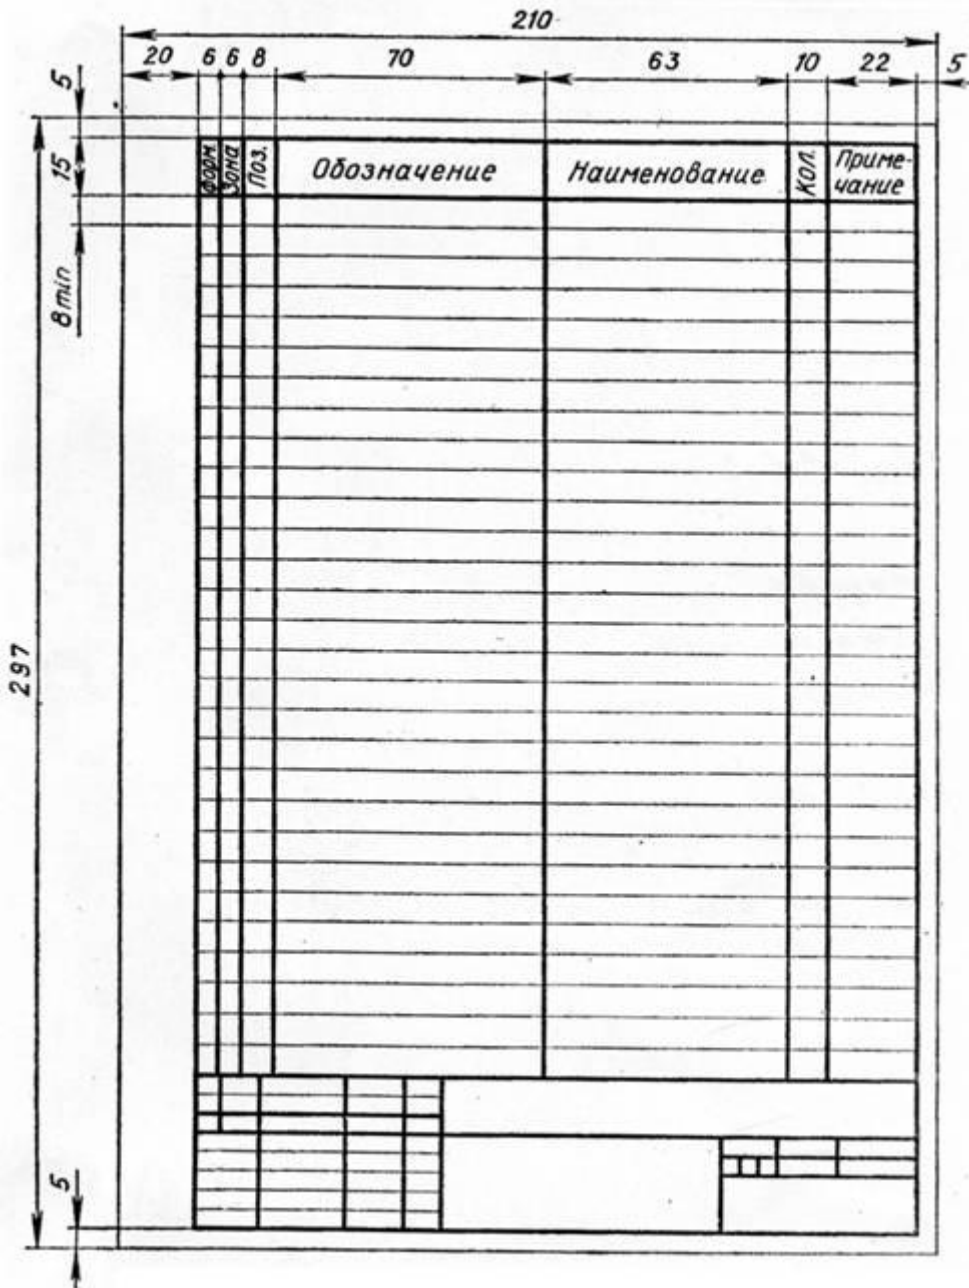 210
20 6 6 8 70 63 10 22 5
5
15
8 min
297
5
Форм.
Зона
Поз.
Обозначение
Наименование
Кол.
Приме-
чание